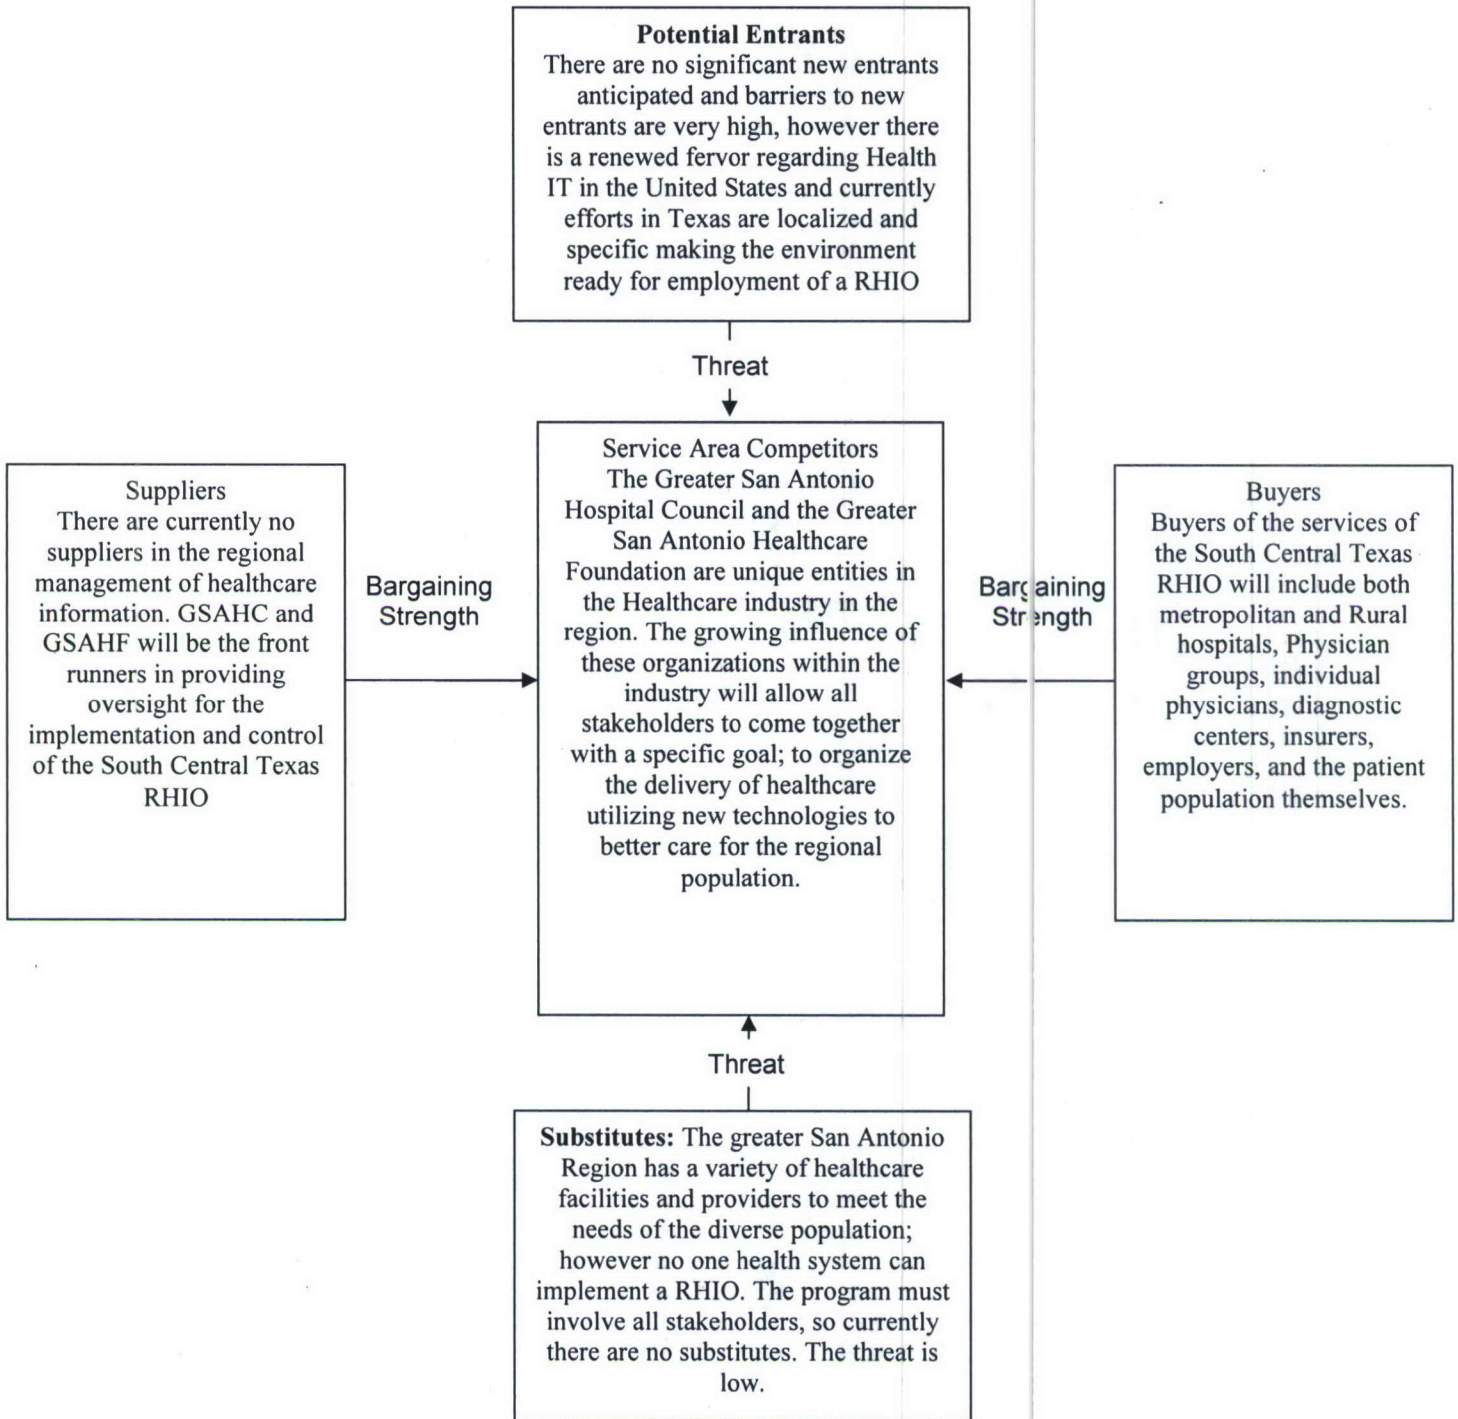 Potential Entrants
There are no significant new entrants
anticipated and barriers to new
entrants are very high, however there
is a renewed fervor regarding Health
IT in the United States and currently
efforts in Texas are localized and
specific making the environment
ready for employment of a RHIO
Threat
Suppliers
There are currently no
suppliers in the regional
management of healthcare
information. GSAHC and
GSAHF will be the front
runners in providing
oversight for the
implementation and control
of the South Central Texas
RHIO
Bargaining
Strength
Service Area Competitors
The Greater San Antonio
Hospital Council and the Greater
San Antonio Healthcare
Foundation are unique entities in
the Healthcare industry in the
region. The growing influence of
these organizations within the
industry will allow all
stakeholders to come together
with a specific goal; to organize
the delivery of healthcare
utilizing new technologies to
better care for the regional
population.
Bargaining
Strength
Buyers
Buyers of the services of
the South Central Texas
RHIO will include both
metropolitan and Rural
hospitals, Physician
groups, individual
physicians, diagnostic
centers, insurers,
employers, and the patient
population themselves.
Threat
Substitutes: The greater San Antonio
Region has a variety of healthcare
facilities and providers to meet the
needs of the diverse population;
however no one health system can
implement a RHIO. The program must
involve all stakeholders, so currently
there are no substitutes. The threat is
low.